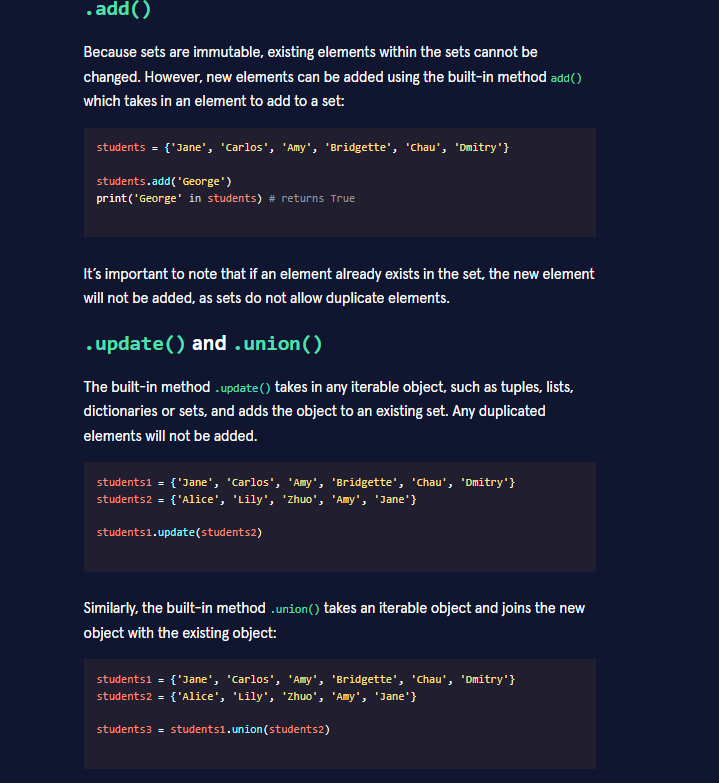 .add()
Because sets are immutable, existing elements within the sets cannot be
changed. However, new elements can be added using the built-in method add()
which takes in an element to add to a set:
students = {'Jane', 'Carlos', 'Amy', 'Bridgette', 'Chau', 'Dmitry'}
students.add('George')
print('George' in students) # returns True
It’s important to note that if an element already exists in the set, the new element
will not be added, as sets do not allow duplicate elements.
.update() and .union()
The built-in method .update() takes in any iterable object, such as tuples, lists,
dictionaries or sets, and adds the object to an existing set. Any duplicated
elements will not be added.
students1 = {'Jane', 'Carlos', 'Amy', 'Bridgette', 'Chau', 'Dmitry'}
students2 = {'Alice', 'Lily', 'Zhuo', 'Amy', 'Jane'}
students1.update(students2)
Similarly, the built-in method .union() takes an iterable object and joins the new
object with the existing object:
students1 = {'Jane', 'Carlos', 'Amy', 'Bridgette', 'Chau', 'Dmitry'}
students2 = {'Alice', 'Lily', 'Zhuo', 'Amy', 'Jane'}
students3 = students1.union(students2)